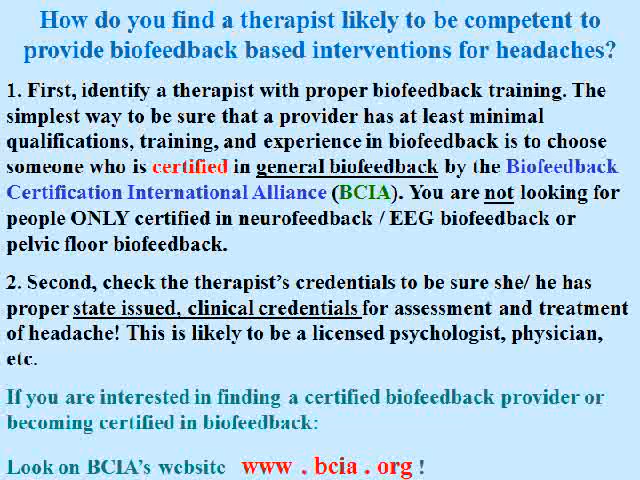 How do you find a therapist likely to be competent to
provide biofeedback based interventions for headaches?
1. First, identify a therapist with proper biofeedback training. The
simplest way to be sure that a provider has at least minimal
qualifications, training, and experience in biofeedback is to choose
someone who is certified in general biofeedback by the Biofeedback
Certification International Alliance (BCIA). You are not looking for
people ONLY certified in neurofeedback / EEG biofeedback or
pelvic floor biofeedback.
2. Second, check the therapist's credentials to be sure she/ he has
proper state issued, clinical credentials for assessment and treatment
of headache! This is likely to be a licensed psychologist, physician,
etc.
If you are interested in finding a certified biofeedback provider or
becoming certified in biofeedback:
Look on BCIA's website www . bcia . org !